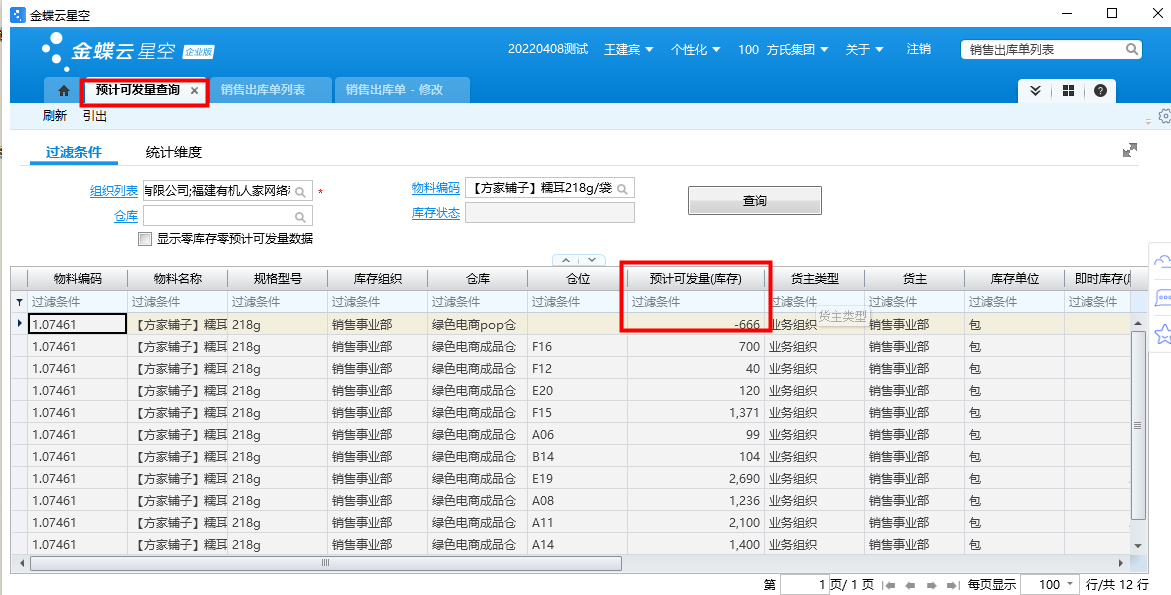 金蝶云星空
金蝶云 星空 企业版
20220408测试 王建宾 个性化 100 方氏集团 关于 注销 销售出库单列表
预计可发量查询 × 销售出库单列表 销售出库单 - 修改
刷新 引出
过滤条件 统计维度
组织列表 有限公司;福建有机人家网络 * 物料编码 【方家铺子】糯耳218g/袋 查询
仓库 库存状态
显示零库存零预计可发量数据
物料编码 物料名称 规格型号 库存组织 仓库 仓位 预计可发量(库存) 货主类型 货主 库存单位 即时库存(
过滤条件 过滤条件 过滤条件 过滤条件 过滤条件 过滤条件 过滤条件 过滤条件 过滤条件 过滤条件 过滤条件
货主类型
1.07461 【方家铺子】糯耳 218g 销售事业部 绿色电商pop仓 -666 业务组织 销售事业部 包
1.07461 【方家铺子】糯耳 218g 销售事业部 绿色电商成品仓 F16 700 业务组织 销售事业部 包
1.07461 【方家铺子】糯耳 218g 销售事业部 绿色电商成品仓 F12 40 业务组织 销售事业部 包
1.07461 【方家铺子】糯耳 218g 销售事业部 绿色电商成品仓 E20 120 业务组织 销售事业部 包
1.07461 【方家铺子】糯耳 218g 销售事业部 绿色电商成品仓 F15 1,371 业务组织 销售事业部 包
1.07461 【方家铺子】糯耳 218g 销售事业部 绿色电商成品仓 A06 99 业务组织 销售事业部 包
1.07461 【方家铺子】糯耳 218g 销售事业部 绿色电商成品仓 B14 104 业务组织 销售事业部 包
1.07461 【方家铺子】糯耳 218g 销售事业部 绿色电商成品仓 E19 2,690 业务组织 销售事业部 包
1.07461 【方家铺子】糯耳 218g 销售事业部 绿色电商成品仓 A08 1,236 业务组织 销售事业部 包
1.07461 【方家铺子】糯耳 218g 销售事业部 绿色电商成品仓 A11 2,100 业务组织 销售事业部 包
1.07461 【方家铺子】糯耳 218g 销售事业部 绿色电商成品仓 A14 1,400 业务组织 销售事业部 包
第 1 页/ 1 页 每页显示 100 行/共 12 行